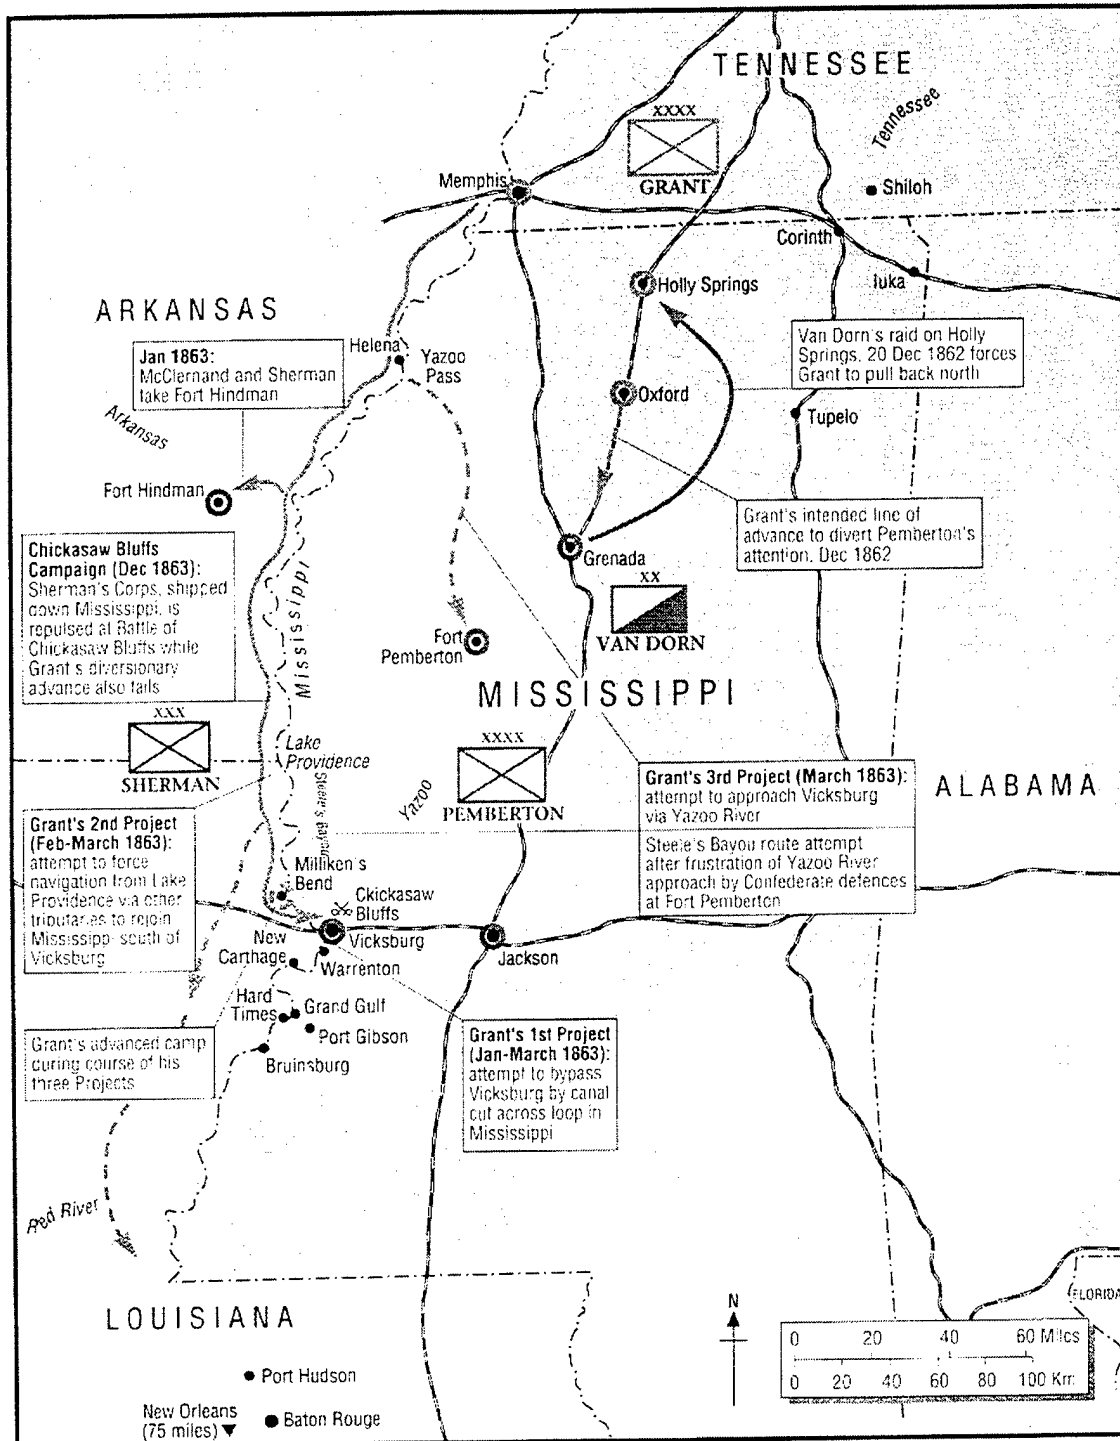 TENNESSEE
XXXX
GRANT
Tennessee
Memphis
Shiloh
Corinth
Iuka
Holly Springs
ARKANSAS
Jan 1863:
McClernand and Sherman
take Fort Hindman
Helena
Yazoo
Pass
Van Dorn's raid on Holly
Springs, 20 Dec 1862 forces
Grant to pull back north
Oxford
Tupelo
Arkansas
Fort Hindman
Grant's intended line of
advance to divert Pemberton's
attention, Dec 1862
Chickasaw Bluffs
Campaign (Dec 1863):
Sherman's Corps, shipped
down Mississippi, is
repulsed at Battle of
Chickasaw Bluffs while
Grant's diversionary
advance also fails
Mississippi
Grenada
XX
VAN DORN
Fort
Pemberton
MISSISSIPPI
XXX
SHERMAN
Lake
Providence
Steele's Bayou
Yazoo
XXXX
PEMBERTON
Grant's 3rd Project (March 1863):
attempt to approach Vicksburg
via Yazoo River
Steele's Bayou route attempt
after frustration of Yazoo River
approach by Confederate defences
at Fort Pemberton
ALABAMA
Grant's 2nd Project
(Feb-March 1863):
attempt to force
navigation from Lake
Providence via other
tributaries to rejoin
Mississippi south of
Vicksburg
Milliken's
Bend
Ckickasaw
Bluffs
Vicksburg
Jackson
New
Carthage
Warrenton
Hard
Times
Grand Gulf
Port Gibson
Bruinsburg
Grant's advanced camp
during course of his
three Projects
Grant's 1st Project
(Jan-March 1863):
attempt to bypass
Vicksburg by canal
cut across loop in
Mississippi
Red River
LOUISIANA
Port Hudson
New Orleans
(75 miles)
Baton Rouge
N
FLORIDA
0 20 40 60 Miles
0 20 40 60 80 100 Km